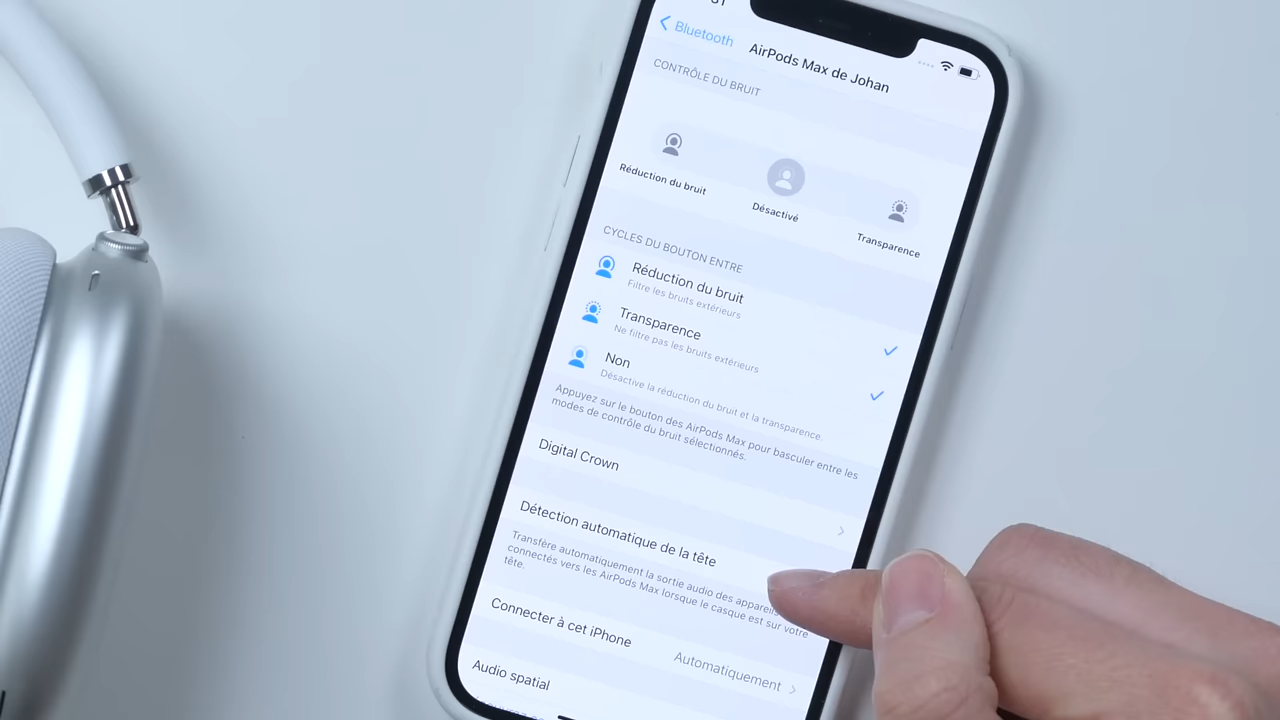 Bluetooth
AirPods Max de Johan
CONTRÔLE DU BRUIT
Réduction du bruit
Désactivé
Transparence
CYCLES DU BOUTON ENTRE
Réduction du bruit
Filtre les bruits extérieurs
Transparence
Ne filtre pas les bruits extérieurs
Non
Désactive la réduction du bruit et la transparence.
Appuyez sur le bouton des AirPods Max pour basculer entre les
modes de contrôle du bruit sélectionnés.
Digital Crown
Détection automatique de la tête
Transfère automatiquement la sortie audio des appareils
connectés vers les AirPods Max lorsque le casque est sur votre
tête.
Connecter à cet iPhone
Automatiquement
Audio spatial